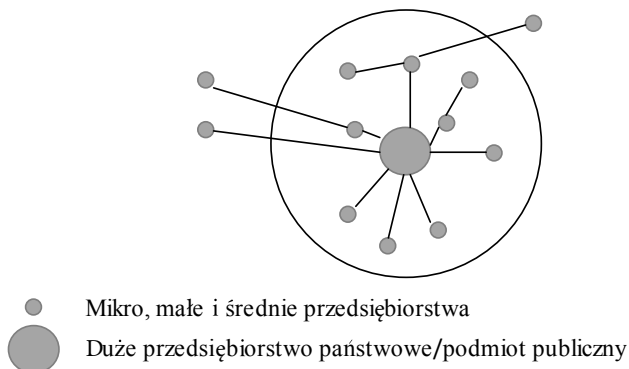 Mikro, małe i średnie przedsiębiorstwa
Duże przedsiębiorstwo państwowe/podmiot publiczny